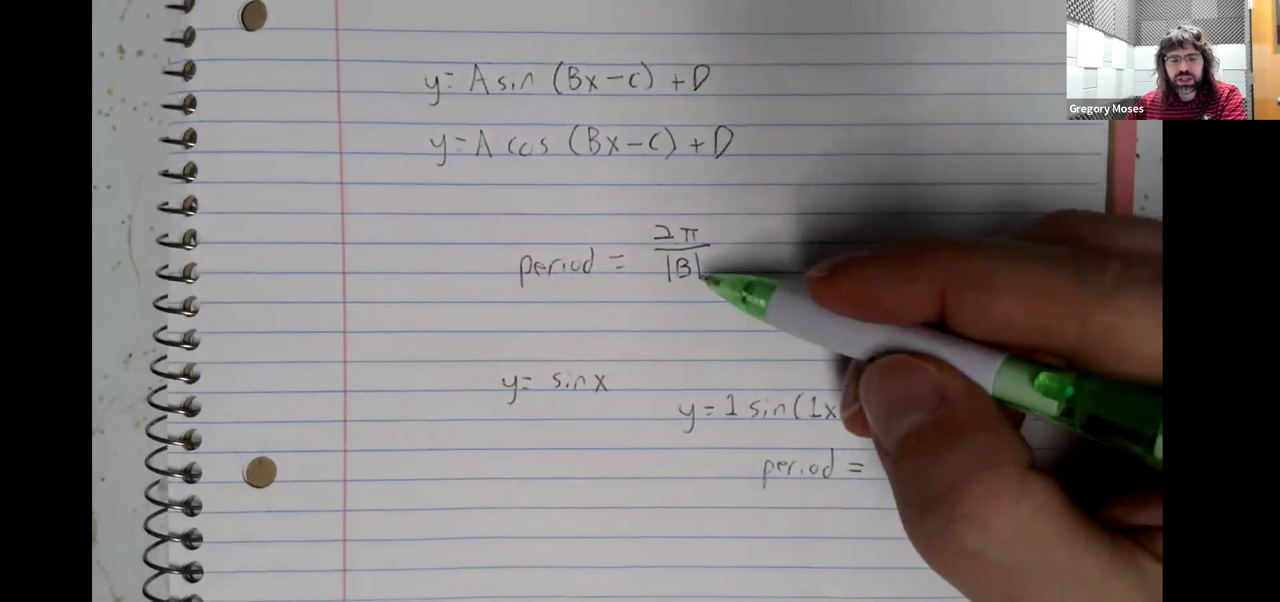 y = A sin (Bx - C) + D
y = A cos (Bx - C) + D
period = 2π / |B|
y = sin x
y = 1 sin (1x
period =
Gregory Moses